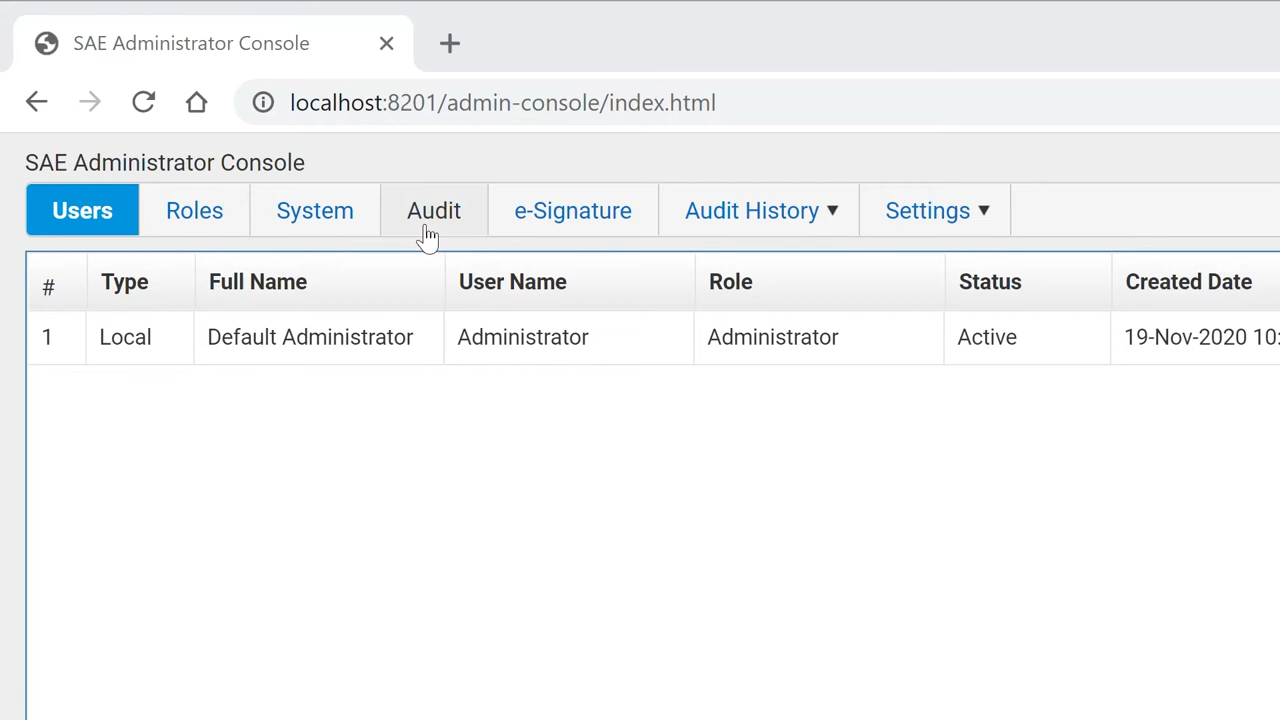 SAE Administrator Console
localhost:8201/admin-console/index.html
SAE Administrator Console
Users Roles System Audit e-Signature Audit History Settings
# Type Full Name User Name Role Status Created Date
1 Local Default Administrator Administrator Administrator Active 19-Nov-2020 10: